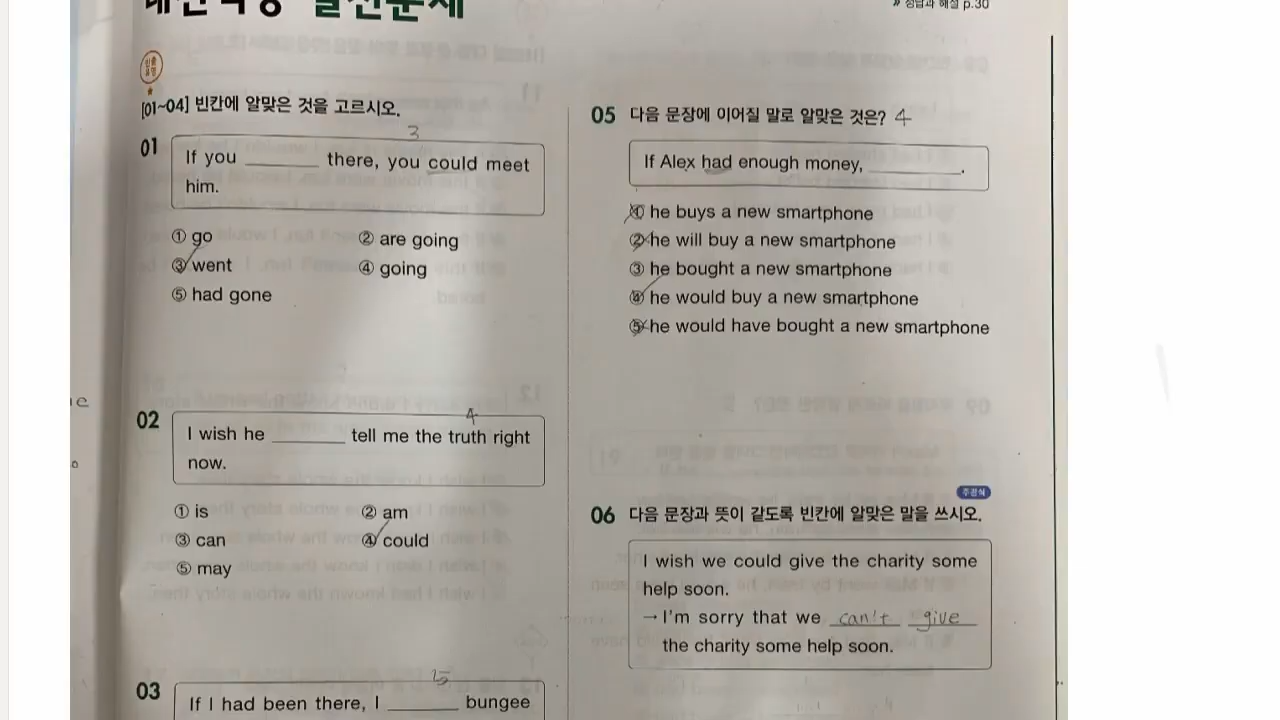 실전문제
정답과 해설 p.30
[01~04] 빈칸에 알맞은 것을 고르시오.
3
01 If you ________ there, you could meet
him.
① go ② are going
③ went ④ going
⑤ had gone
4
02 I wish he ________ tell me the truth right
now.
① is ② am
③ can ④ could
⑤ may
5
03 If I had been there, I ________ bungee
05 다음 문장에 이어질 말로 알맞은 것은? 4
If Alex had enough money, __________.
① he buys a new smartphone
② he will buy a new smartphone
③ he bought a new smartphone
④ he would buy a new smartphone
⑤ he would have bought a new smartphone
주관식
06 다음 문장과 뜻이 같도록 빈칸에 알맞은 말을 쓰시오.
I wish we could give the charity some
help soon.
→ I'm sorry that we can't give
the charity some help soon.